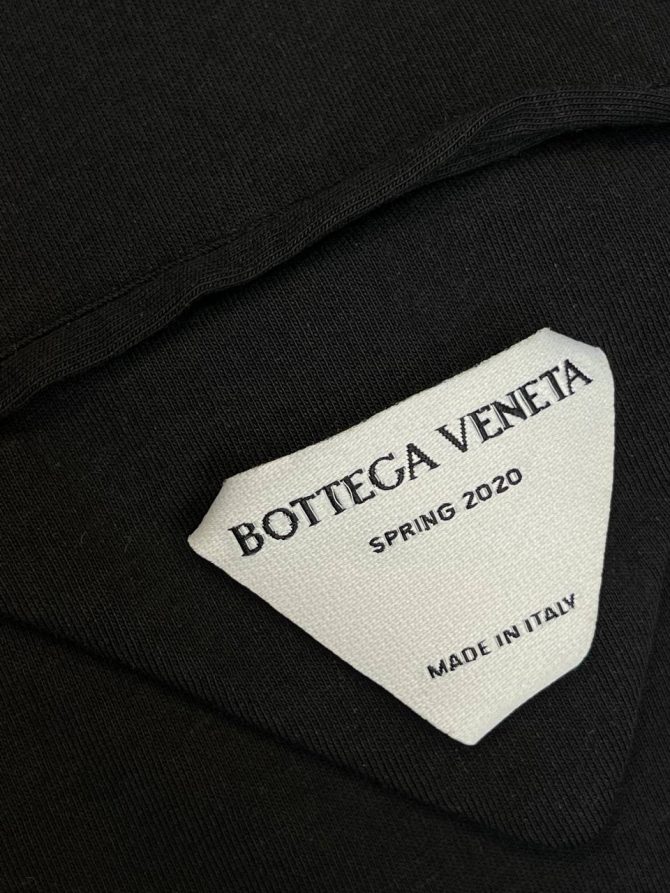 BOTTEGA VENETA
SPRING 2020
MADE IN ITALY